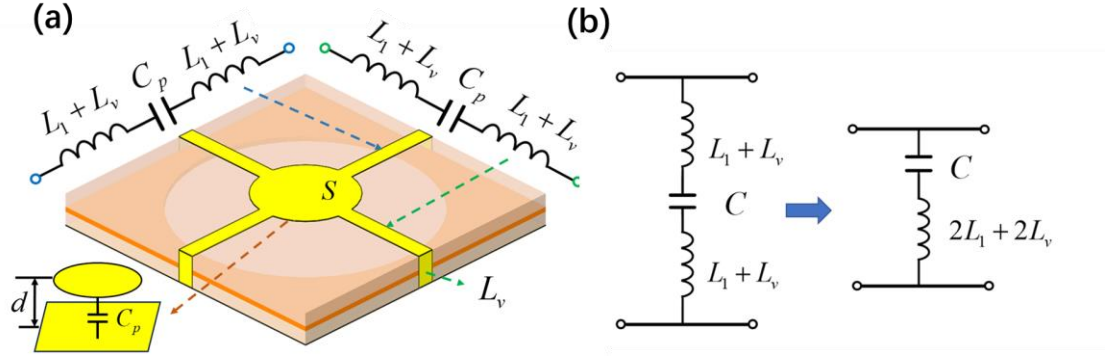 (a)
L₁ + Lᵥ
Cₚ
L₁ + Lᵥ
L₁ + Lᵥ
Cₚ
L₁ + Lᵥ
S
Lᵥ
d
Cₚ
(b)
L₁ + Lᵥ
C
L₁ + Lᵥ
C
2L₁ + 2Lᵥ